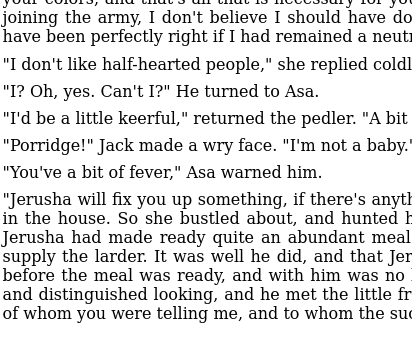 your colors, and that's all that is necessary for you
joining the army, I don't believe I should have do
have been perfectly right if I had remained a neutr
"I don't like half-hearted people," she replied coldl
"I? Oh, yes. Can't I?" He turned to Asa.
"I'd be a little keerful," returned the pedler. "A bit
"Porridge!" Jack made a wry face. "I'm not a baby."
"You've a bit of fever," Asa warned him.
"Jerusha will fix you up something, if there's anyth
in the house. So she bustled about, and hunted h
Jerusha had made ready quite an abundant meal
supply the larder. It was well he did, and that Jer
before the meal was ready, and with him was no
and distinguished looking, and he met the little fr
of whom you were telling me, and to whom the suc